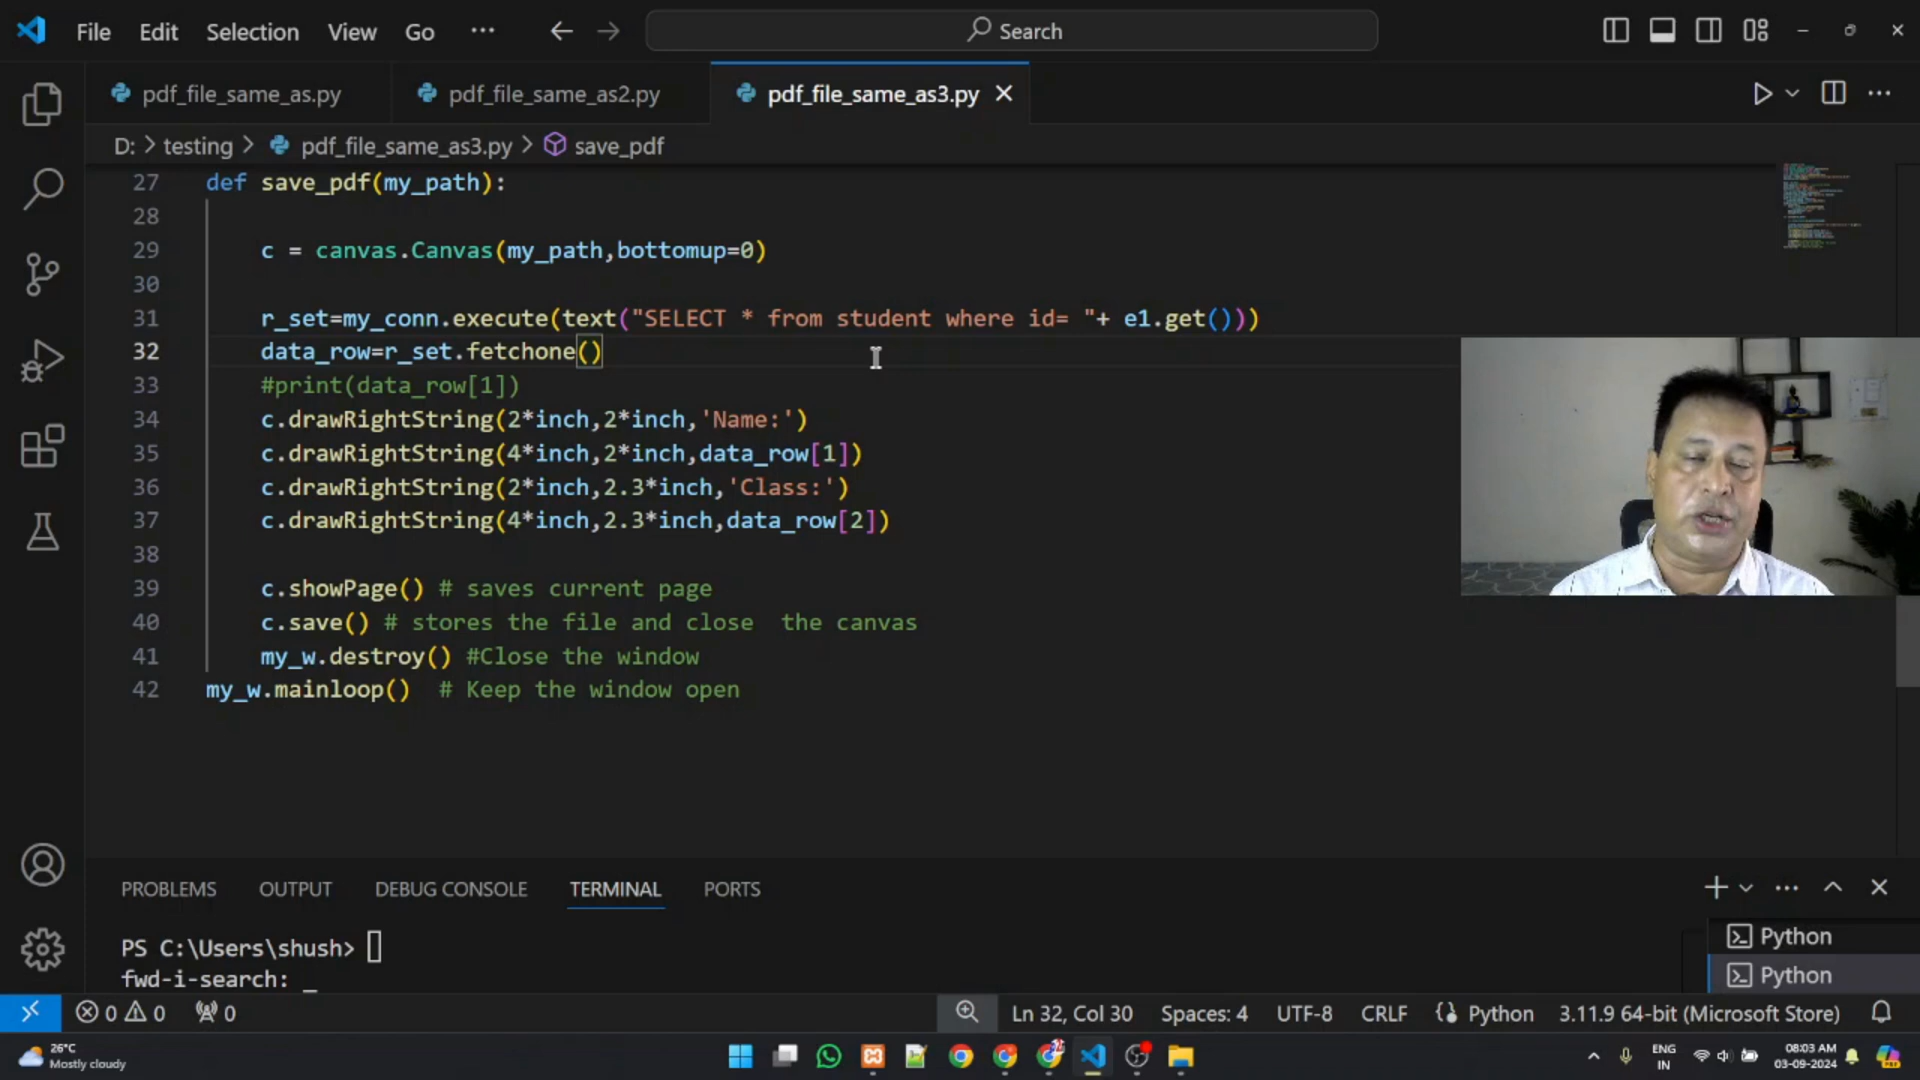 File Edit Selection View Go ... Search
pdf_file_same_as.py pdf_file_same_as2.py pdf_file_same_as3.py
D: > testing > pdf_file_same_as3.py > save_pdf
27 def save_pdf(my_path):
28
29 c = canvas.Canvas(my_path,bottomup=0)
30
31 r_set=my_conn.execute(text("SELECT * from student where id= "+ e1.get()))
32 data_row=r_set.fetchone()
33 #print(data_row[1])
34 c.drawRightString(2*inch,2*inch,'Name:')
35 c.drawRightString(4*inch,2*inch,data_row[1])
36 c.drawRightString(2*inch,2.3*inch,'Class:')
37 c.drawRightString(4*inch,2.3*inch,data_row[2])
38
39 c.showPage() # saves current page
40 c.save() # stores the file and close  the canvas
41 my_w.destroy() #Close the window
42 my_w.mainloop()  # Keep the window open
PROBLEMS OUTPUT DEBUG CONSOLE TERMINAL PORTS
PS C:\Users\shush>
fwd-i-search: _
Python
Python
0 0 0 Ln 32, Col 30 Spaces: 4 UTF-8 CRLF Python 3.11.9 64-bit (Microsoft Store)
26°C
Mostly cloudy
ENG
IN
08:03 AM
03-09-2024